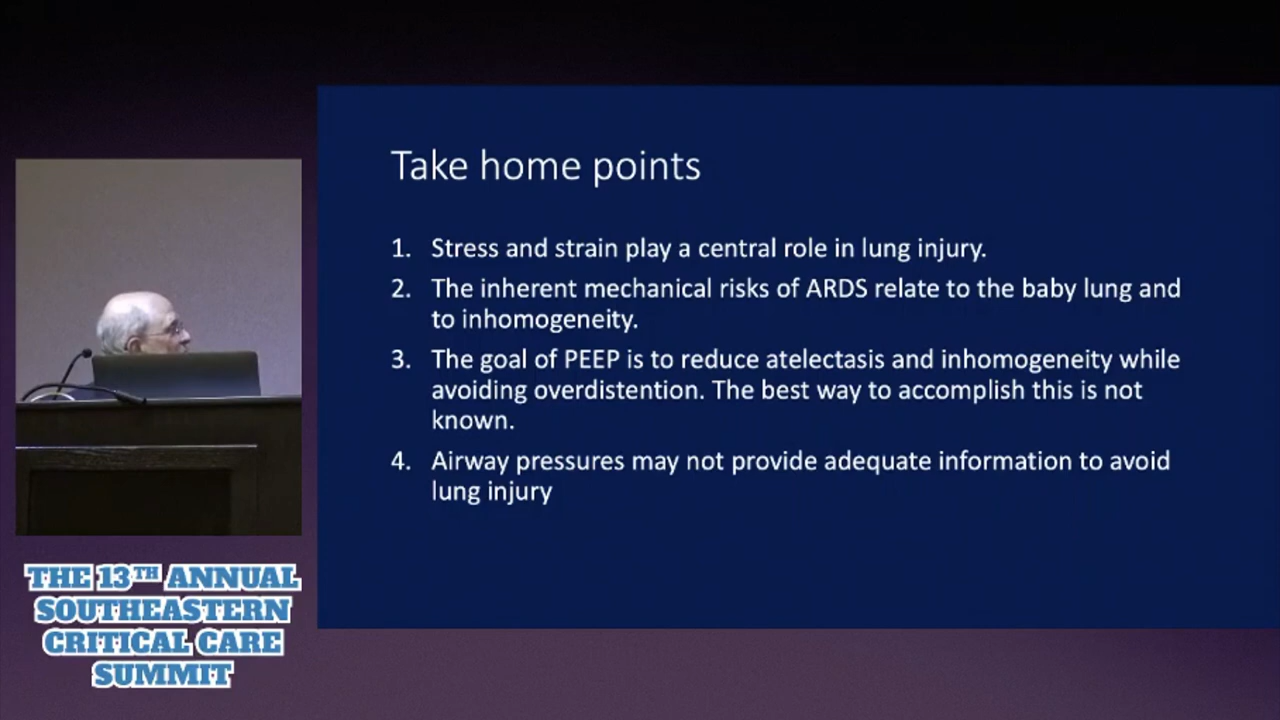 Take home points
1. Stress and strain play a central role in lung injury.
2. The inherent mechanical risks of ARDS relate to the baby lung and
to inhomogeneity.
3. The goal of PEEP is to reduce atelectasis and inhomogeneity while
avoiding overdistention. The best way to accomplish this is not
known.
4. Airway pressures may not provide adequate information to avoid
lung injury
THE 13TH ANNUAL
SOUTHEASTERN
CRITICAL CARE
SUMMIT